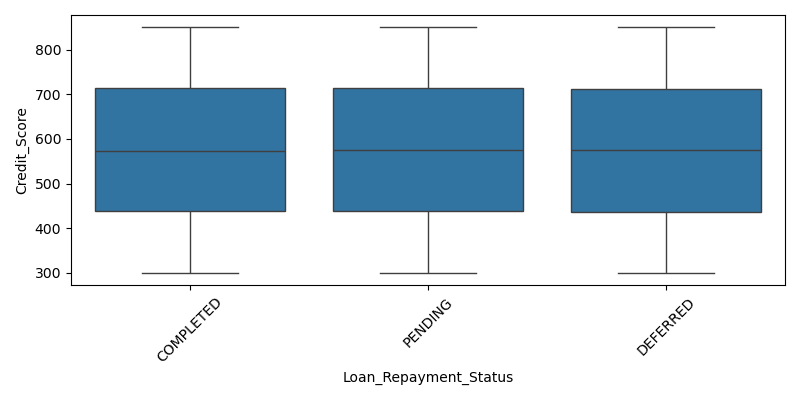 Credit_Score
800
700
600
500
400
300
COMPLETED
PENDING
DEFERRED
Loan_Repayment_Status